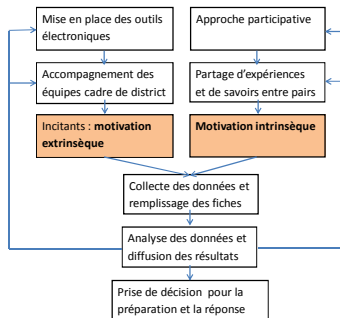 Mise en place des outils
électroniques
Approche participative
Accompagnement des
équipes cadre de district
Partage d'expériences
et de savoirs entre pairs
Incitants : motivation
extrinsèque
Motivation intrinsèque
Collecte des données et
remplissage des fiches
Analyse des données et
diffusion des résultats
Prise de décision pour la
préparation et la réponse